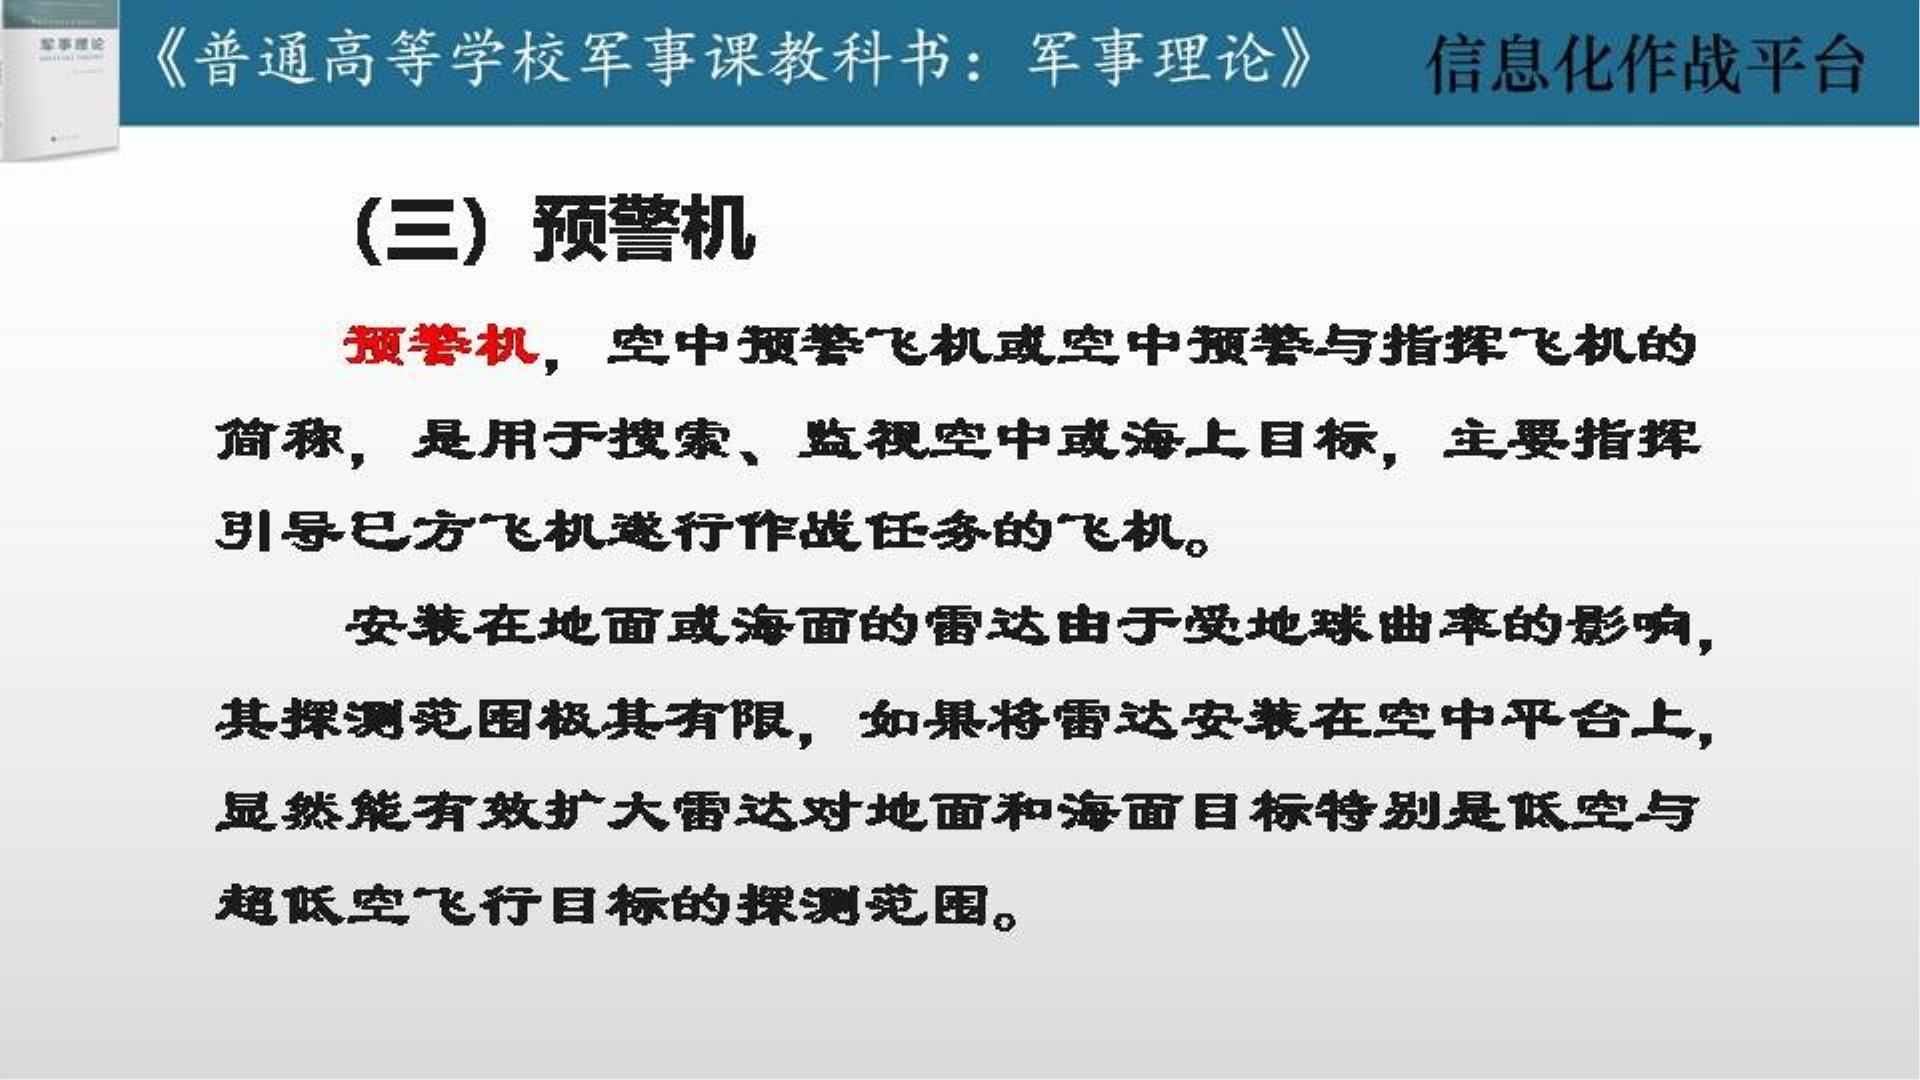 军事理论
《普通高等学校军事课教科书：军事理论》
信息化作战平台
(三) 预警机
预警机，空中预警飞机或空中预警与指挥飞机的
简称，是用于搜索、监视空中或海上目标，主要指挥
引导已方飞机遂行作战任务的飞机。
安装在地面或海面的雷达由于受地球曲率的影响，
其探测范围极其有限，如果将雷达安装在空中平台上，
显然能有效扩大雷达对地面和海面目标特别是低空与
超低空飞行目标的探测范围。